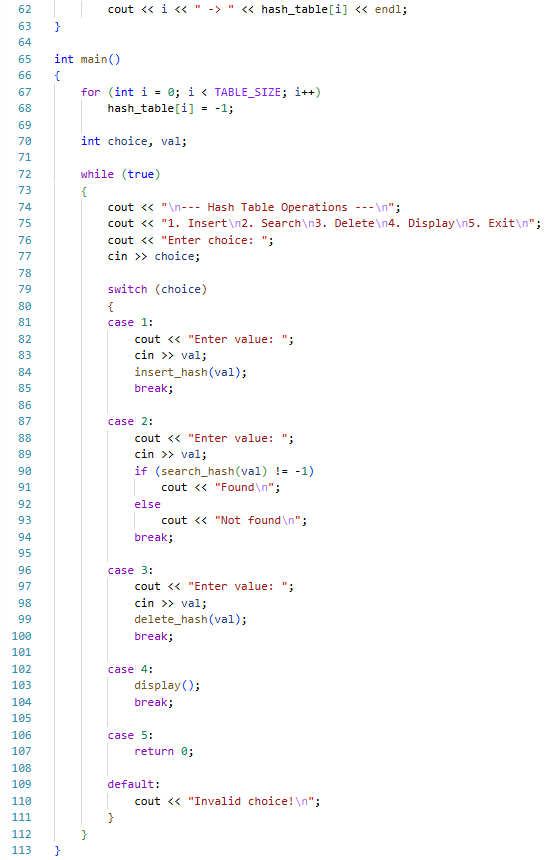 62 cout << i << " -> " << hash_table[i] << endl;
63 }
64
65 int main()
66 {
67 for (int i = 0; i < TABLE_SIZE; i++)
68 hash_table[i] = -1;
69
70 int choice, val;
71
72 while (true)
73 {
74 cout << "\n--- Hash Table Operations ---\n";
75 cout << "1. Insert\n2. Search\n3. Delete\n4. Display\n5. Exit\n";
76 cout << "Enter choice: ";
77 cin >> choice;
78
79 switch (choice)
80 {
81 case 1:
82 cout << "Enter value: ";
83 cin >> val;
84 insert_hash(val);
85 break;
86
87 case 2:
88 cout << "Enter value: ";
89 cin >> val;
90 if (search_hash(val) != -1)
91 cout << "Found\n";
92 else
93 cout << "Not found\n";
94 break;
95
96 case 3:
97 cout << "Enter value: ";
98 cin >> val;
99 delete_hash(val);
100 break;
101
102 case 4:
103 display();
104 break;
105
106 case 5:
107 return 0;
108
109 default:
110 cout << "Invalid choice!\n";
111 }
112 }
113 }